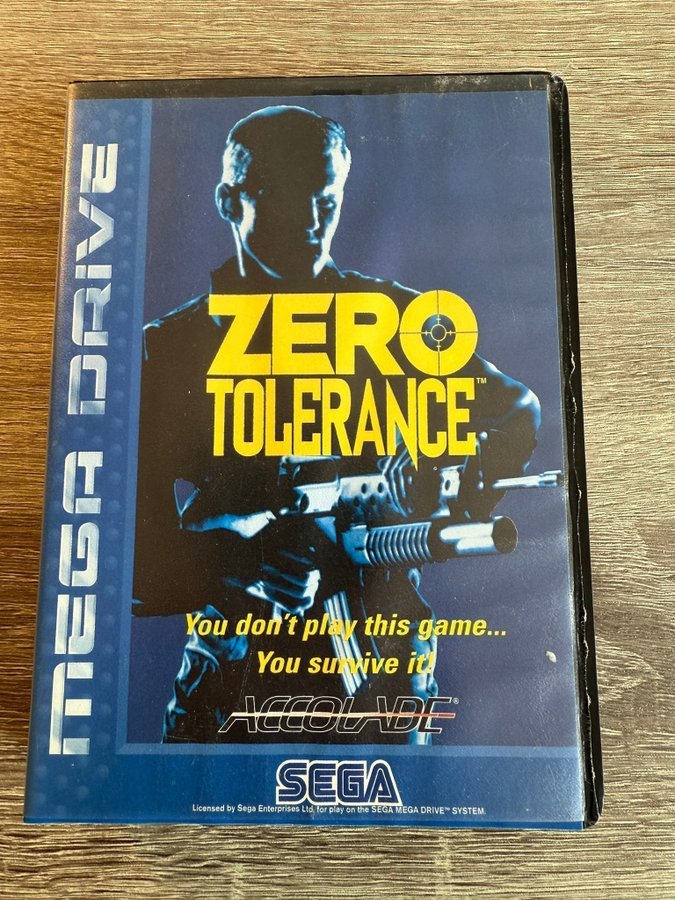 MEGA DRIVE
ZERO
TOLERANCE™
You don't play this game...
You survive it!
ACCOLADE®
SEGA
Licensed by Sega Enterprises Ltd. for play on the SEGA MEGA DRIVE™ SYSTEM.